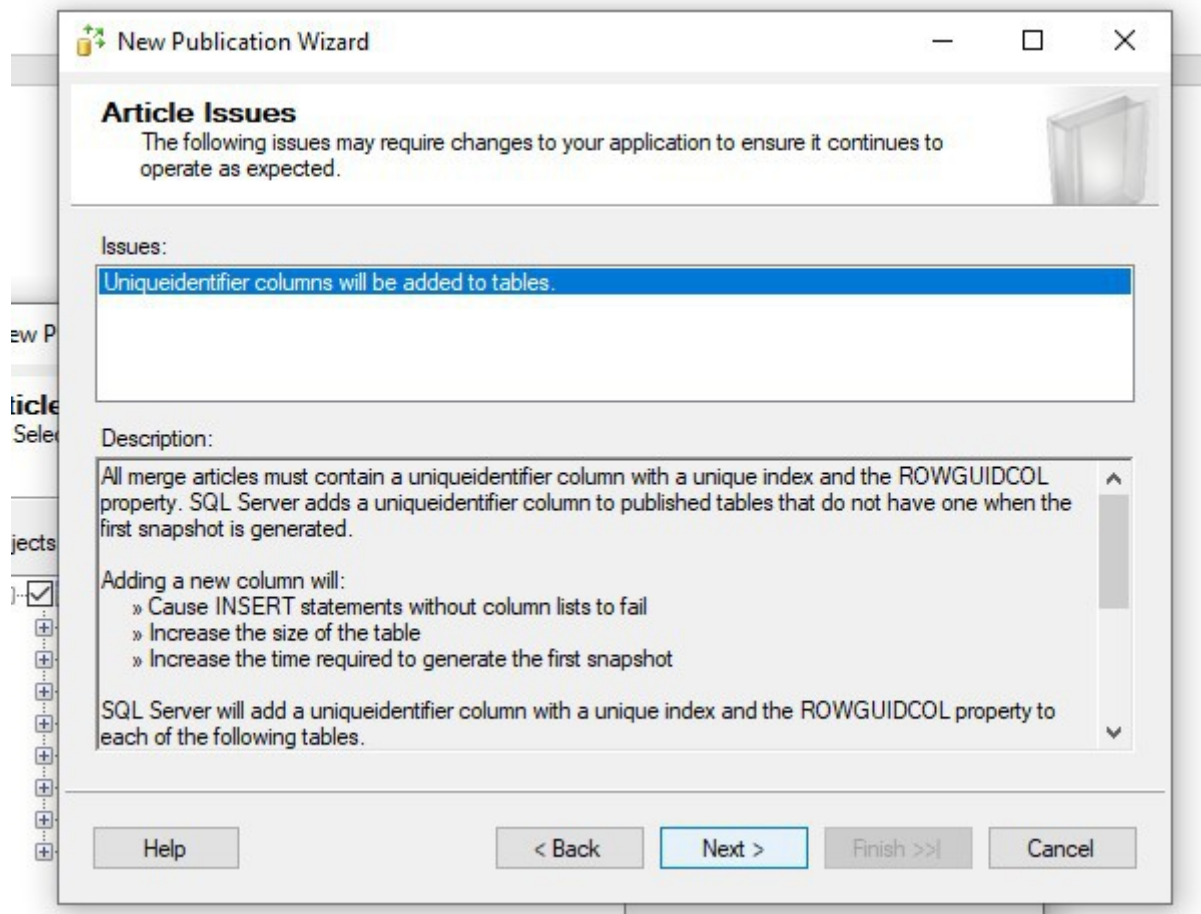 New Publication Wizard
Article Issues
The following issues may require changes to your application to ensure it continues to
operate as expected.
Issues:
Uniqueidentifier columns will be added to tables.
ew P
ticle
Selec
jects
Description:
All merge articles must contain a uniqueidentifier column with a unique index and the ROWGUIDCOL
property. SQL Server adds a uniqueidentifier column to published tables that do not have one when the
first snapshot is generated.
Adding a new column will:
» Cause INSERT statements without column lists to fail
» Increase the size of the table
» Increase the time required to generate the first snapshot
SQL Server will add a uniqueidentifier column with a unique index and the ROWGUIDCOL property to
each of the following tables.
Help
< Back
Next >
Finish >>|
Cancel